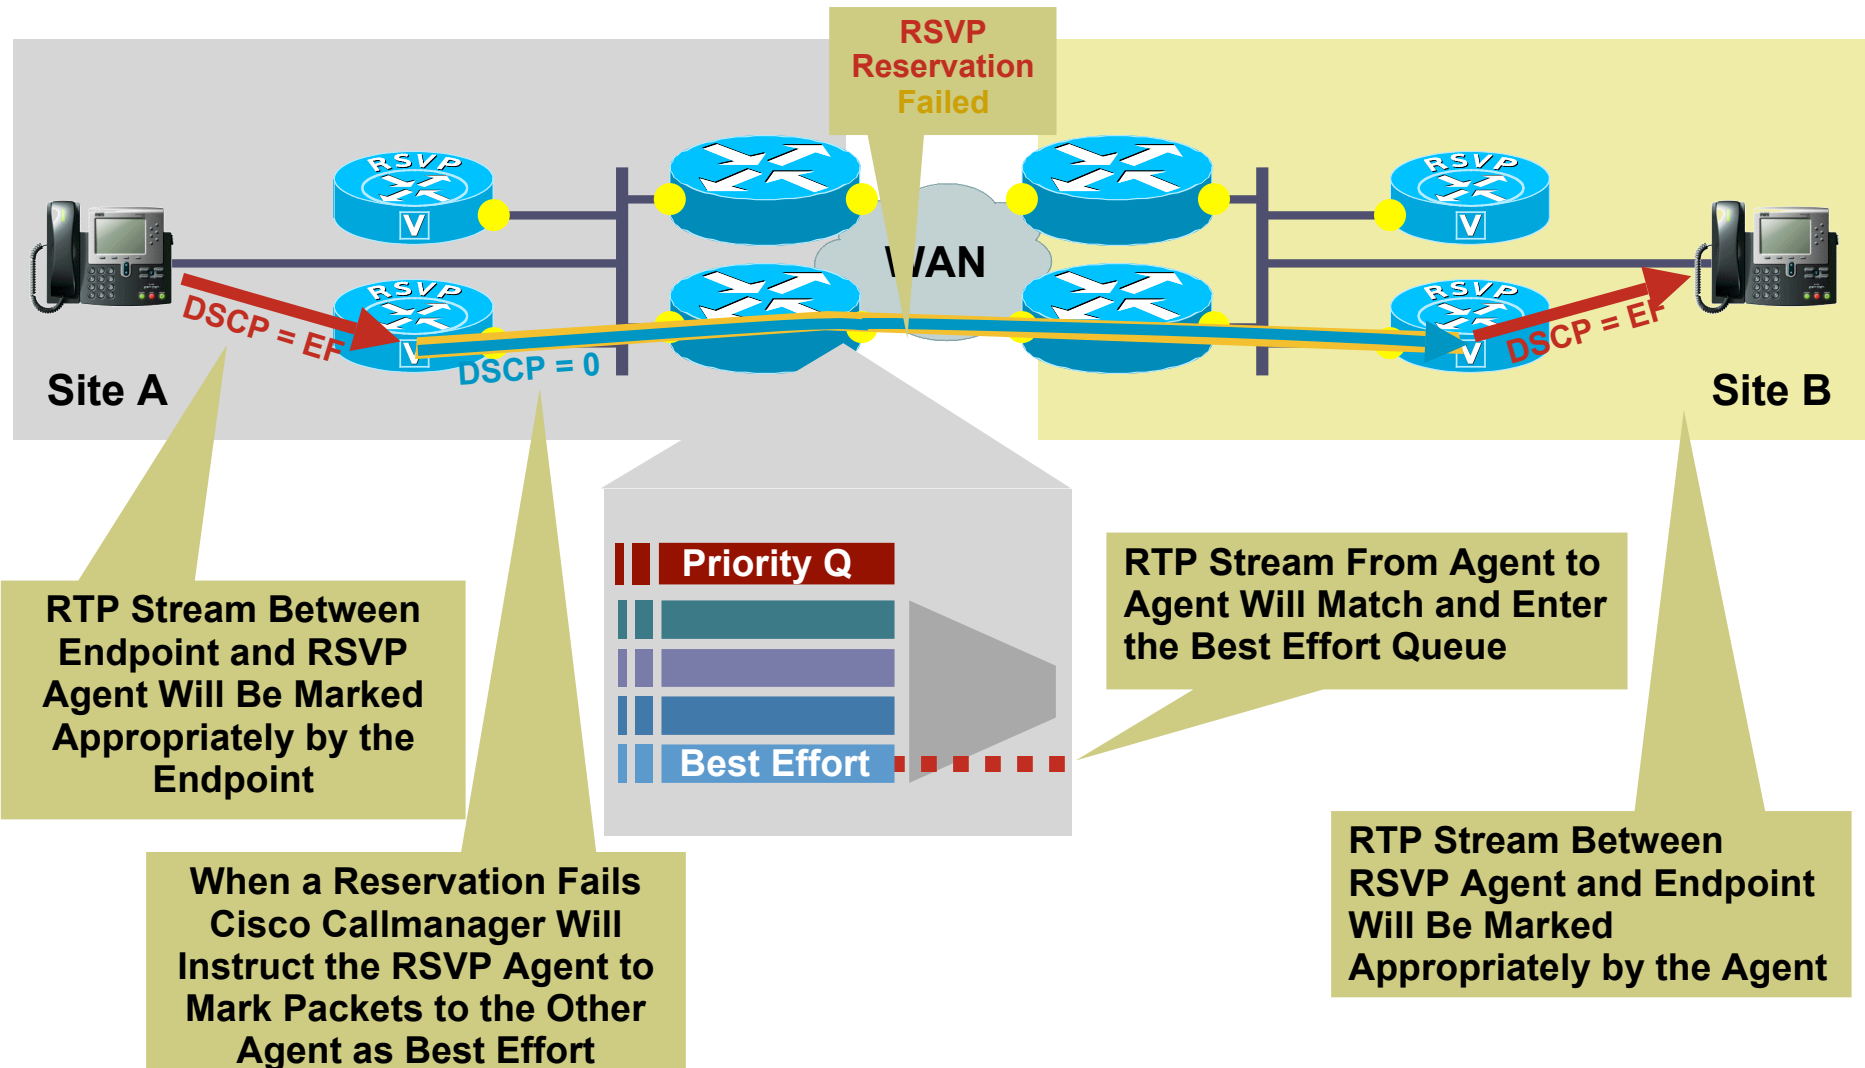 RSVP
Reservation
Failed
RSVP
V
RSVP
V
RSVP
V
RSVP
V
WAN
DSCP = EF
DSCP = 0
DSCP = EF
Site A
Site B
Priority Q
Best Effort
RTP Stream Between
Endpoint and RSVP
Agent Will Be Marked
Appropriately by the
Endpoint
When a Reservation Fails
Cisco Callmanager Will
Instruct the RSVP Agent to
Mark Packets to the Other
Agent as Best Effort
RTP Stream From Agent to
Agent Will Match and Enter
the Best Effort Queue
RTP Stream Between
RSVP Agent and Endpoint
Will Be Marked
Appropriately by the Agent